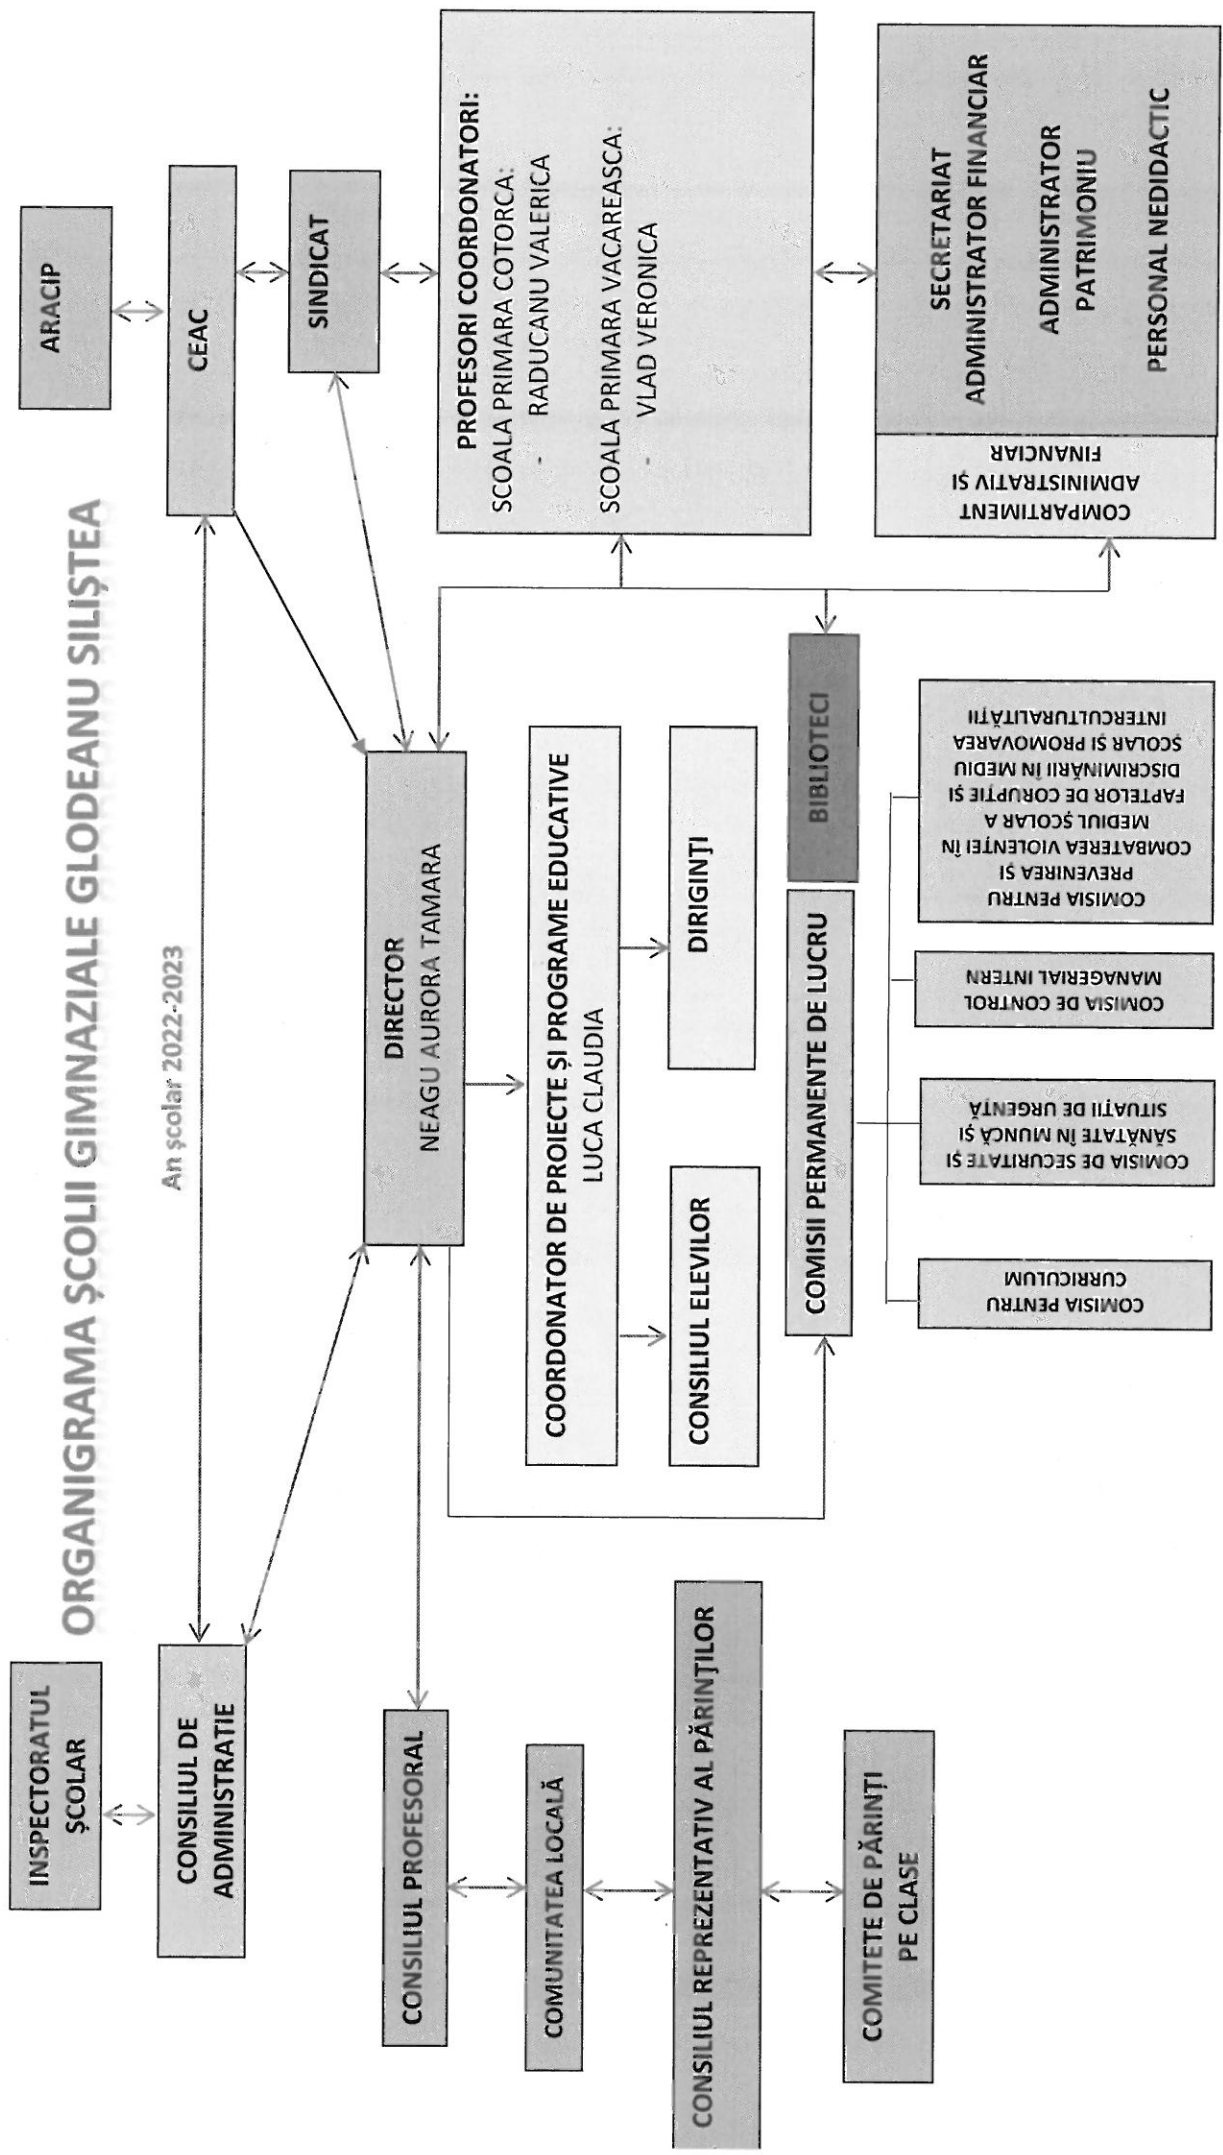 ORGANIGRAMA ȘCOLII GIMNAZIALE GLODEANU SILIȘTEA
An școlar 2022-2023
INSPECTORATUL
ȘCOLAR
ARACIP
CONSILIUL DE
ADMINISTRATIE
CEAC
SINDICAT
DIRECTOR
NEAGU AURORA TAMARA
CONSILIUL PROFESORAL
PROFESORI COORDONATORI:
SCOALA PRIMARA COTORCA:
RADUCANU VALERICA
SCOALA PRIMARA VACAREASCA:
VLAD VERONICA
COORDONATOR DE PROIECTE ȘI PROGRAME EDUCATIVE
LUCA CLAUDIA
COMUNITATEA LOCALĂ
CONSILIUL ELEVILOR
DIRIGINȚI
CONSILIUL REPREZENTATIV AL PĂRINȚILOR
COMISII PERMANENTE DE LUCRU
BIBLIOTECI
COMITETE DE PĂRINȚI
PE CLASE
COMPARTIMENT
ADMINISTRATIV ȘI
FINANCIAR
SECRETARIAT
ADMINISTRATOR FINANCIAR
ADMINISTRATOR
PATRIMONIU
PERSONAL NEDIDACTIC
COMISIA PENTRU
CURRICULUM
COMISIA DE SECURITATE ȘI
SĂNĂTATE ÎN MUNCĂ ȘI
SITUAȚII DE URGENȚĂ
COMISIA DE CONTROL
MANAGERIAL INTERN
COMISIA PENTRU
PREVENIREA ȘI
COMBATEREA VIOLENȚEI ÎN
MEDIUL ȘCOLAR A
FAPTELOR DE CORUPȚIE ȘI
DISCRIMINĂRII ÎN MEDIU
ȘCOLAR ȘI PROMOVAREA
INTERCULTURALITĂȚII